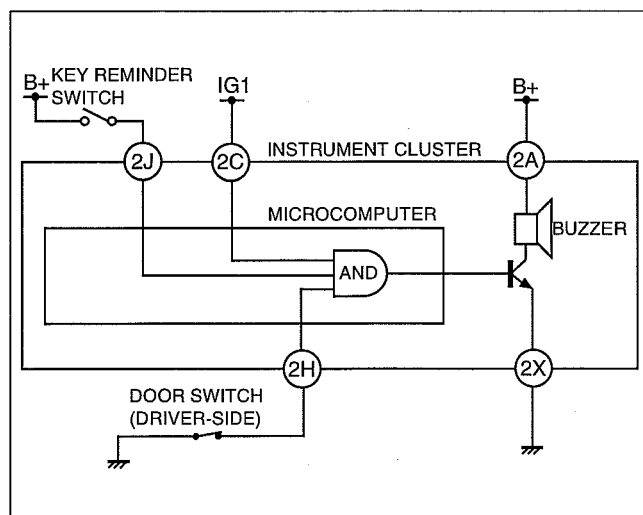 B+
KEY REMINDER
SWITCH
IG1
B+
2J
2C
INSTRUMENT CLUSTER
2A
MICROCOMPUTER
BUZZER
AND
2H
2X
DOOR SWITCH
(DRIVER-SIDE)